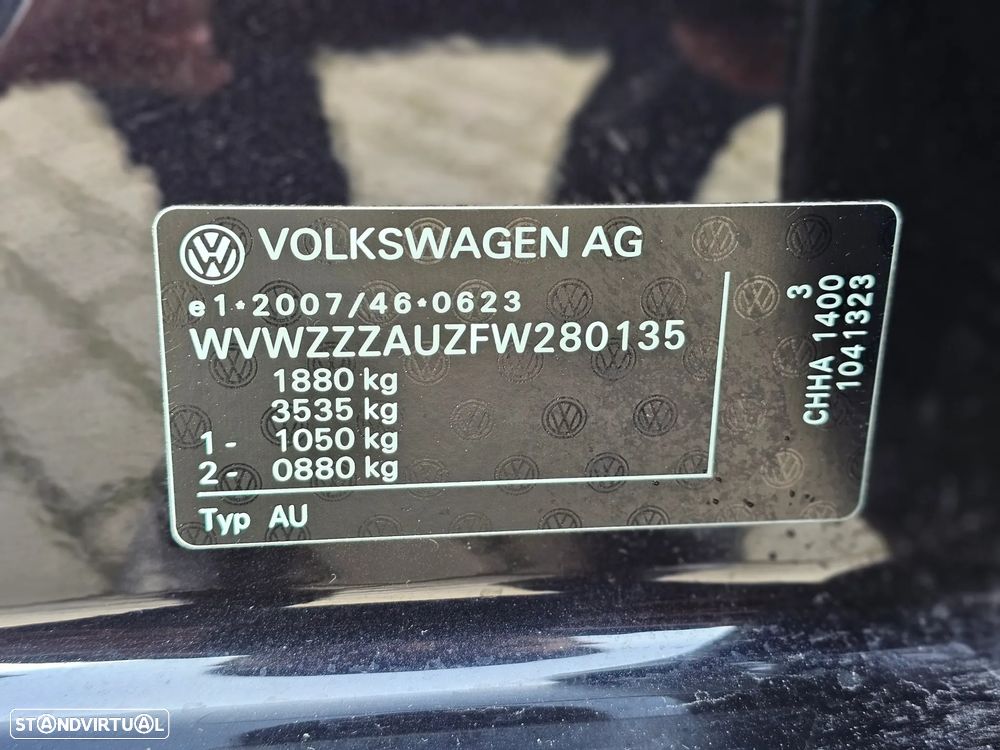 VOLKSWAGEN AG
e1*2007/46*0623
WVWZZZAUZFW280135
1880 kg
3535 kg
1- 1050 kg
2- 0880 kg
Typ AU
3
CHHA 1400
1041323
STANDVIRTUAL